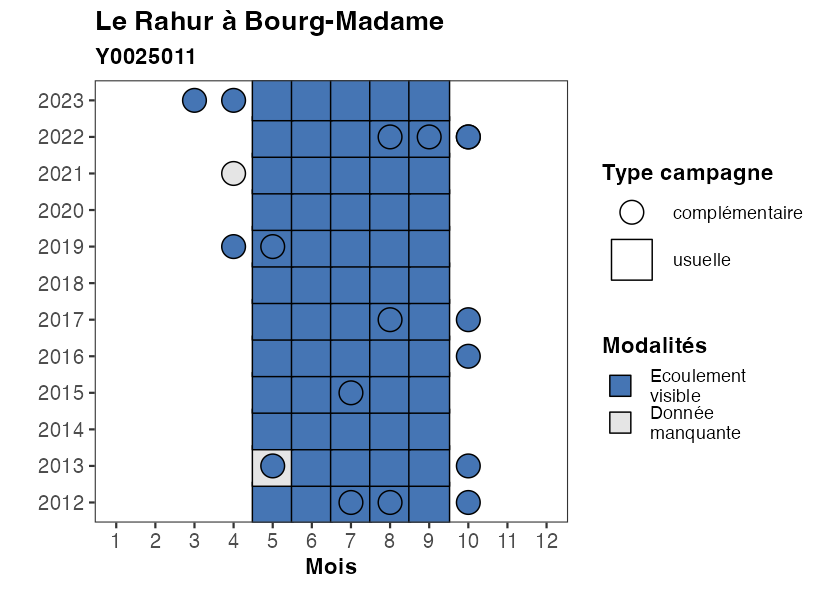 Le Rahur à Bourg-Madame
Y0025011
2023
2022
2021
2020
2019
2018
2017
2016
2015
2014
2013
2012
1 2 3 4 5 6 7 8 9 10 11 12
Mois
Type campagne
complémentaire
usuelle
Modalités
Ecoulement
visible
Donnée
manquante